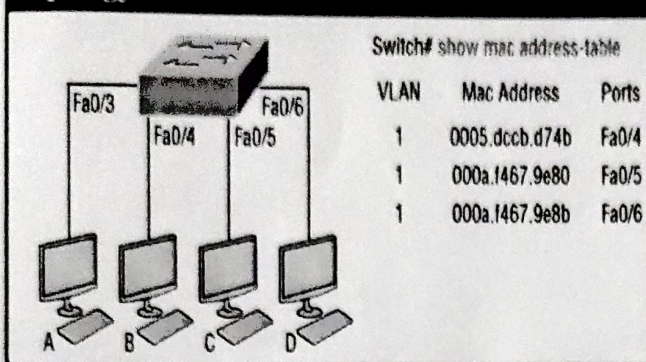 Switch# show mac address-table
VLAN Mac Address Ports
1 0005.dccb.d74b Fa0/4
1 000a.f467.9e80 Fa0/5
1 000a.f467.9e8b Fa0/6
Fa0/3
Fa0/4
Fa0/5
Fa0/6
A
B
C
D